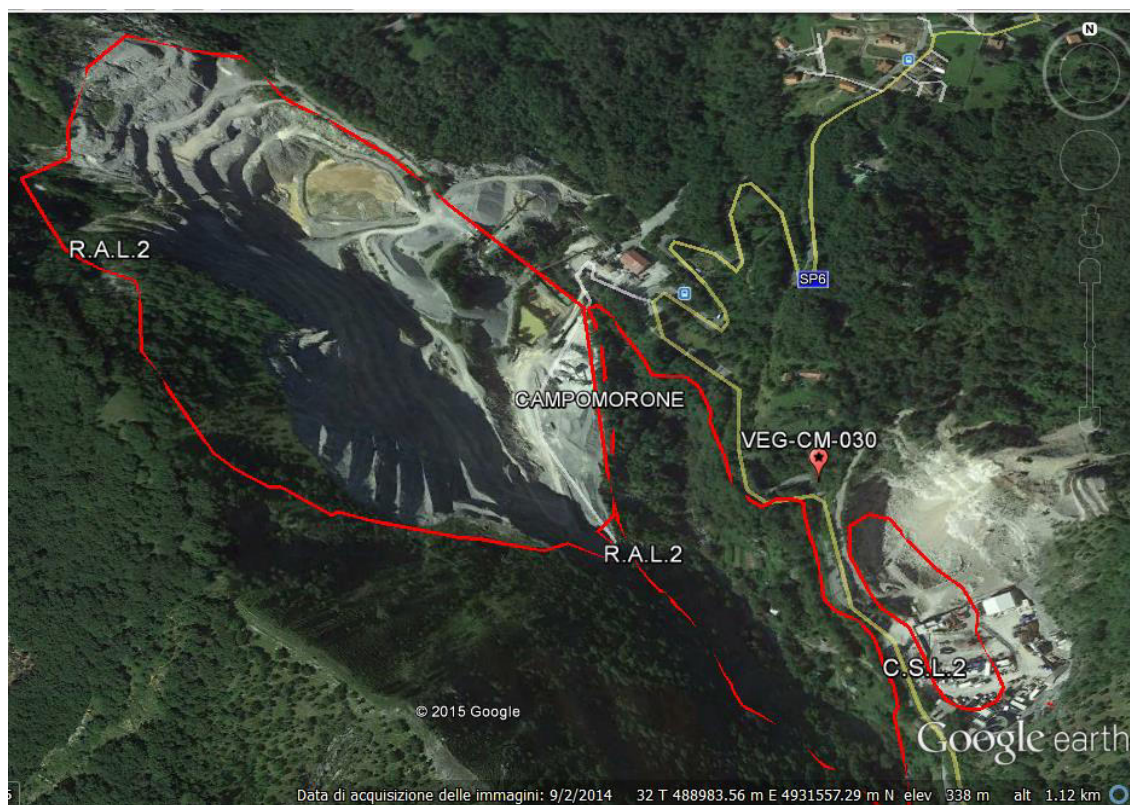 N
SP6
R.A.L.2
CAMPOMORONE
VEG-CM-030
R.A.L.2
C.S.L.2
© 2015 Google
Google earth
Data di acquisizione delle immagini: 9/2/2014 32 T 488983.56 m E 4931557.29 m N elev 338 m alt 1.12 km